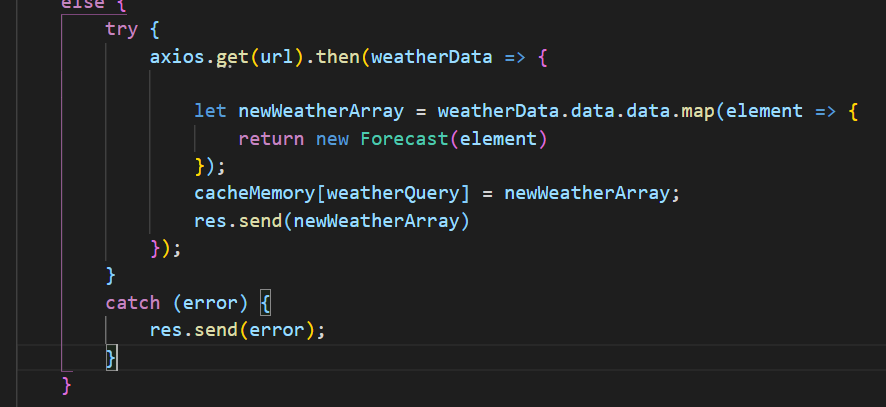 else {
try {
axios.get(url).then(weatherData => {
let newWeatherArray = weatherData.data.data.map(element => {
return new Forecast(element)
});
cacheMemory[weatherQuery] = newWeatherArray;
res.send(newWeatherArray)
});
}
catch (error) {
res.send(error);
}
}